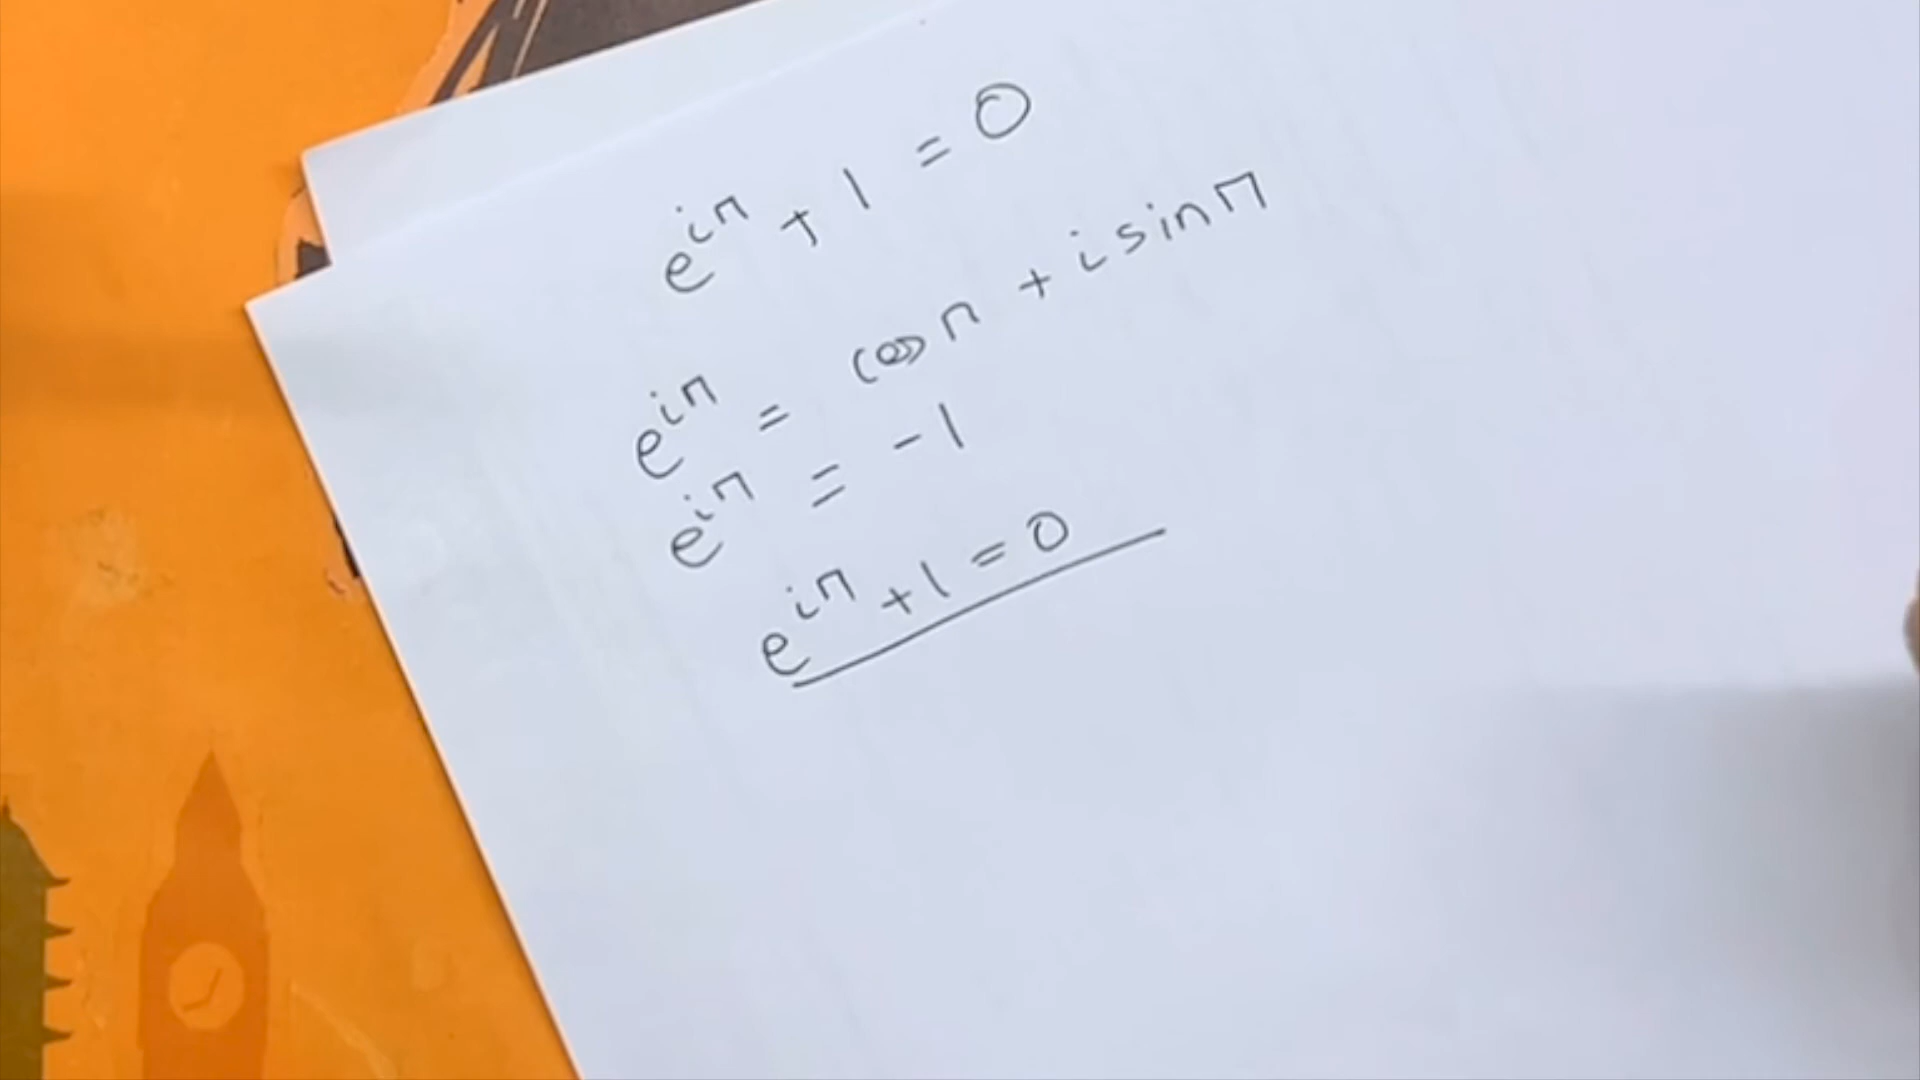 e^{iπ} + 1 = 0
e^{iπ} = cos π + i sin π
e^{iπ} = -1
e^{iπ} + 1 = 0